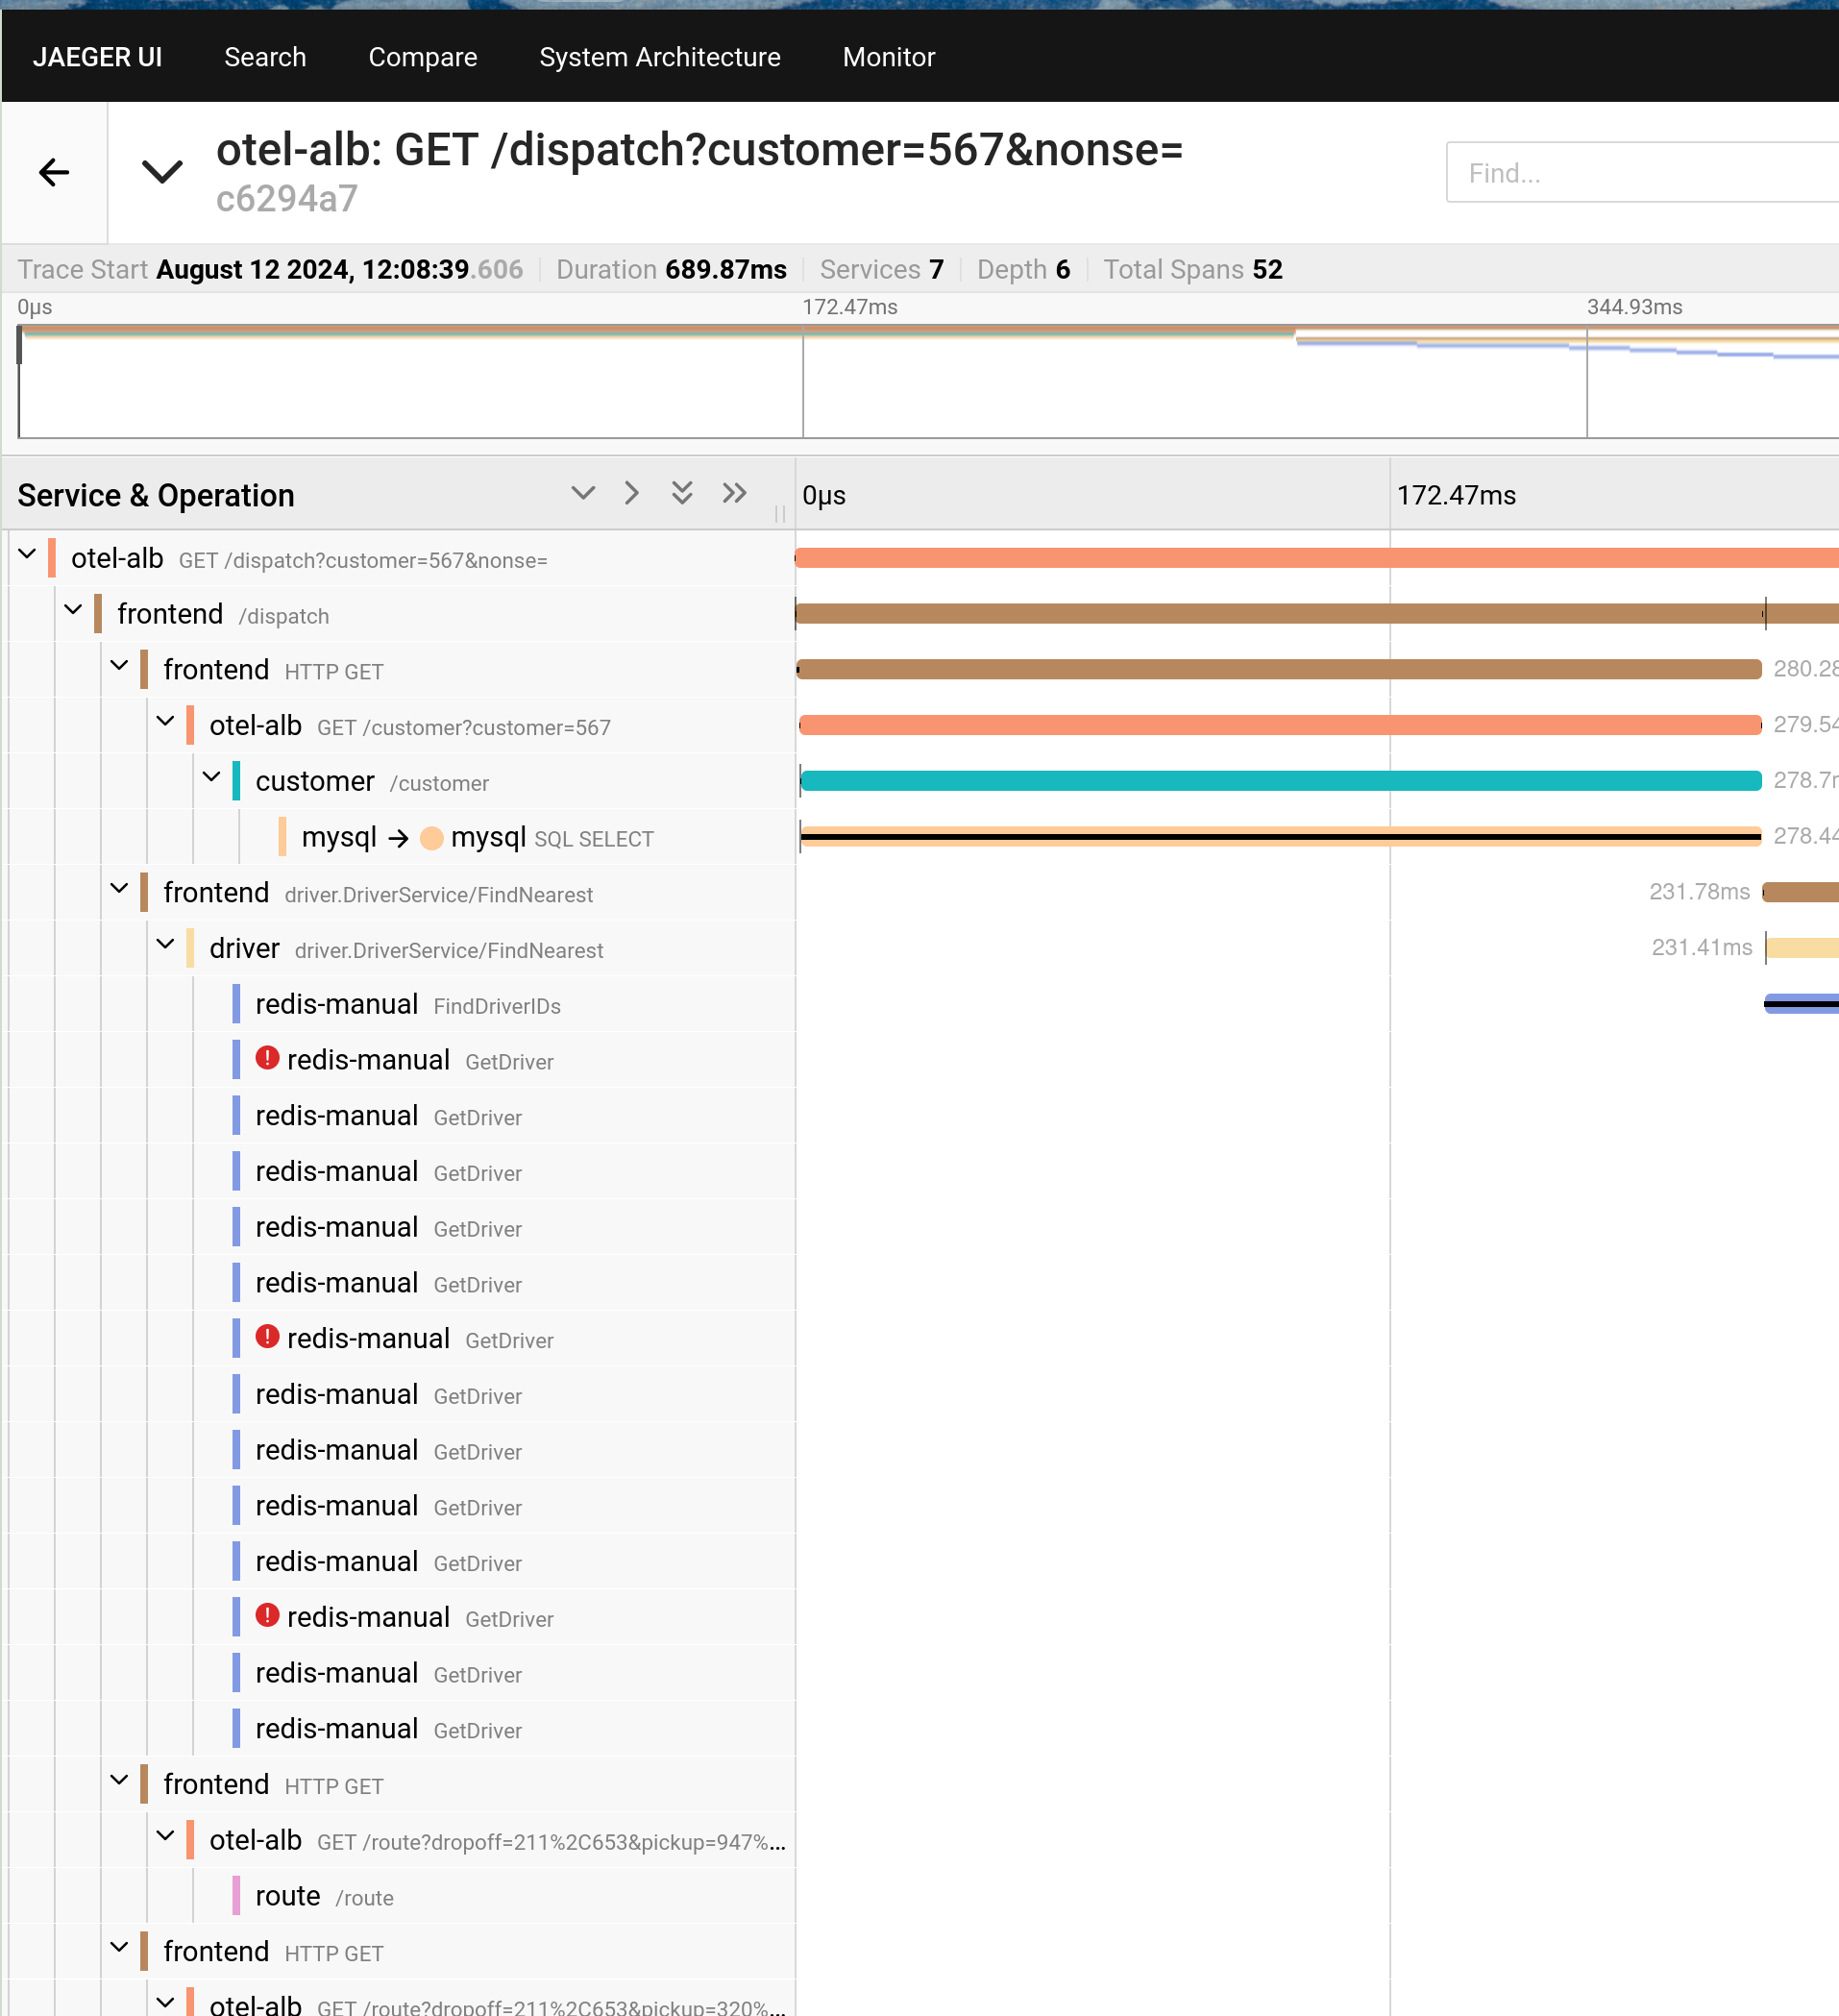 JAEGER UI Search Compare System Architecture Monitor
otel-alb: GET /dispatch?customer=567&nonse=
c6294a7
Find...
Trace Start August 12 2024, 12:08:39.606 Duration 689.87ms Services 7 Depth 6 Total Spans 52
0μs 172.47ms 344.93ms
Service & Operation 0μs 172.47ms
otel-alb GET /dispatch?customer=567&nonse=
frontend /dispatch
frontend HTTP GET 280.28
otel-alb GET /customer?customer=567 279.54
customer /customer 278.7
mysql → mysql SQL SELECT 278.44
frontend driver.DriverService/FindNearest 231.78ms
driver driver.DriverService/FindNearest 231.41ms
redis-manual FindDriverIDs
! redis-manual GetDriver
redis-manual GetDriver
redis-manual GetDriver
redis-manual GetDriver
redis-manual GetDriver
! redis-manual GetDriver
redis-manual GetDriver
redis-manual GetDriver
redis-manual GetDriver
redis-manual GetDriver
! redis-manual GetDriver
redis-manual GetDriver
redis-manual GetDriver
frontend HTTP GET
otel-alb GET /route?dropoff=211%2C653&pickup=947%...
route /route
frontend HTTP GET
otel-alb GET /route?dropoff=211%2C653&pickup=320%...